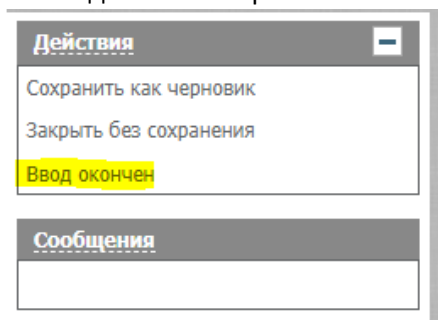 Действия
Сохранить как черновик
Закрыть без сохранения
Ввод окончен
Сообщения